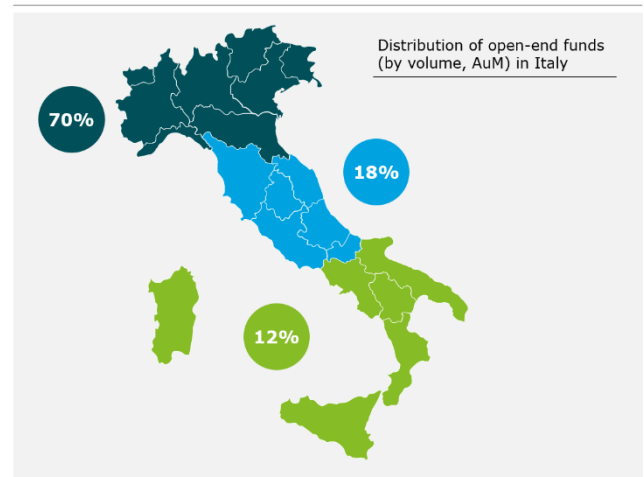 Distribution of open-end funds
(by volume, AuM) in Italy
70%
18%
12%